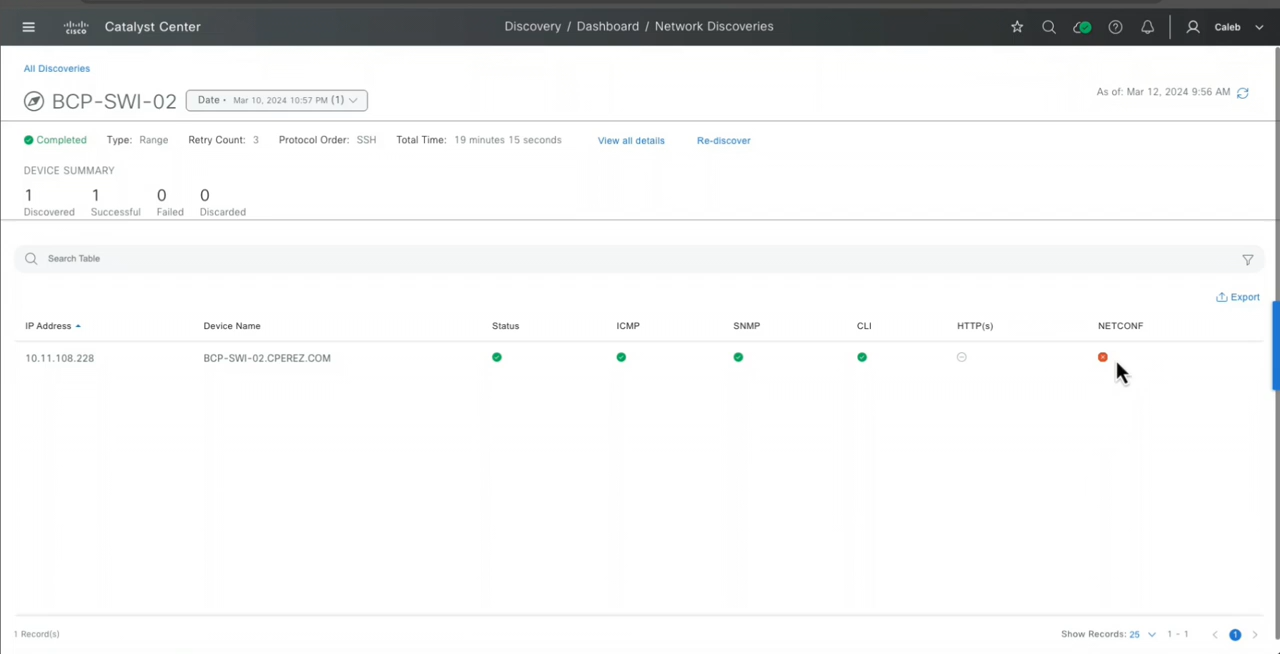 cisco Catalyst Center Discovery / Dashboard / Network Discoveries Caleb
All Discoveries
BCP-SWI-02 Date • Mar 10, 2024 10:57 PM (1) As of: Mar 12, 2024 9:56 AM
Completed Type: Range Retry Count: 3 Protocol Order: SSH Total Time: 19 minutes 15 seconds View all details Re-discover
DEVICE SUMMARY
1 1 0 0
Discovered Successful Failed Discarded
Search Table
Export
IP Address Device Name Status ICMP SNMP CLI HTTP(s) NETCONF
10.11.108.228 BCP-SWI-02.CPEREZ.COM
1 Record(s) Show Records: 25 1 - 1 1